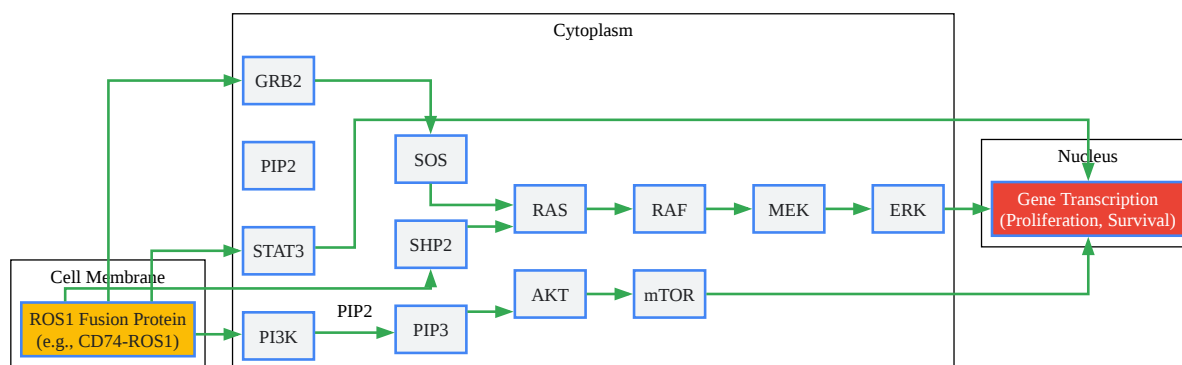 Cytoplasm
GRB2
PIP2
SOS
STAT3
SHP2
RAS
RAF
MEK
ERK
Nucleus
Gene Transcription
(Proliferation, Survival)
Cell Membrane
ROS1 Fusion Protein
(e.g., CD74-ROS1)
PI3K
PIP2
PIP3
AKT
mTOR